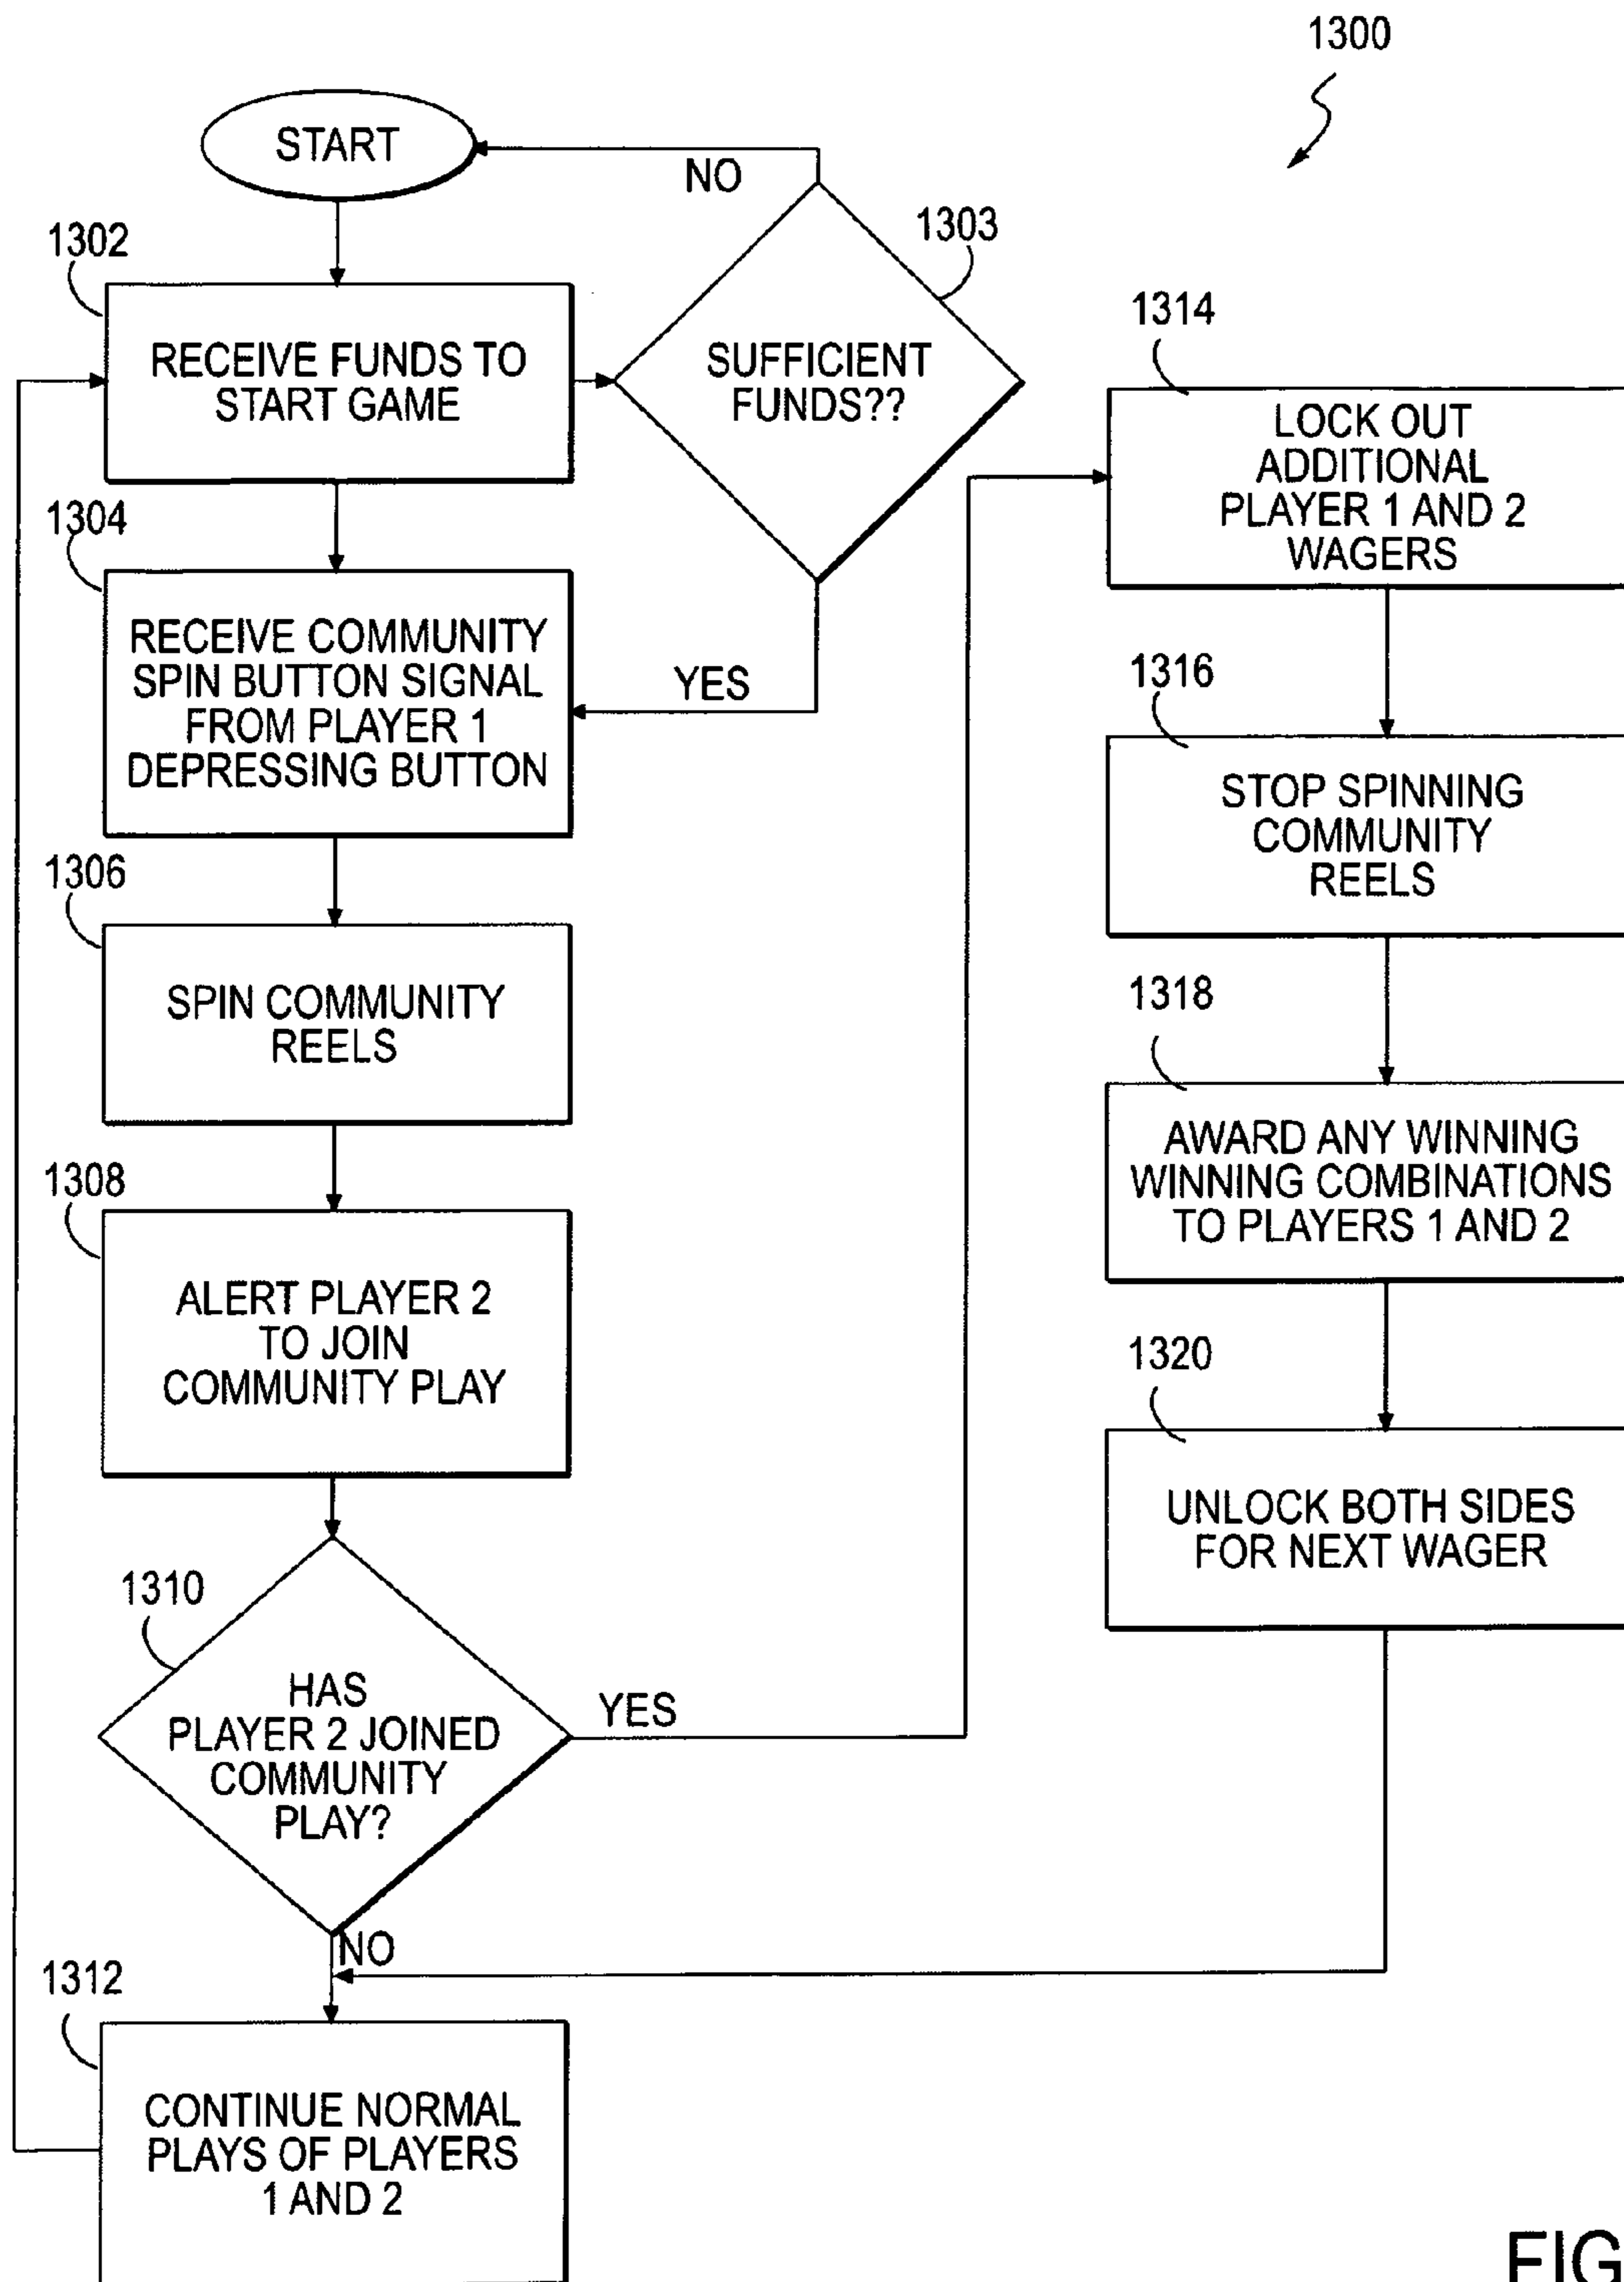 1300
START
NO
1303
1302
RECEIVE FUNDS TO
START GAME
SUFFICIENT
FUNDS??
1304
RECEIVE COMMUNITY
SPIN BUTTON SIGNAL
FROM PLAYER 1
DEPRESSING BUTTON
YES
1306
SPIN COMMUNITY
REELS
1308
ALERT PLAYER 2
TO JOIN
COMMUNITY PLAY
1310
HAS
PLAYER 2 JOINED
COMMUNITY
PLAY?
YES
NO
1312
CONTINUE NORMAL
PLAYS OF PLAYERS
1 AND 2
1314
LOCK OUT
ADDITIONAL
PLAYER 1 AND 2
WAGERS
1316
STOP SPINNING
COMMUNITY
REELS
1318
AWARD ANY WINNING
WINNING COMBINATIONS
TO PLAYERS 1 AND 2
1320
UNLOCK BOTH SIDES
FOR NEXT WAGER
FIG